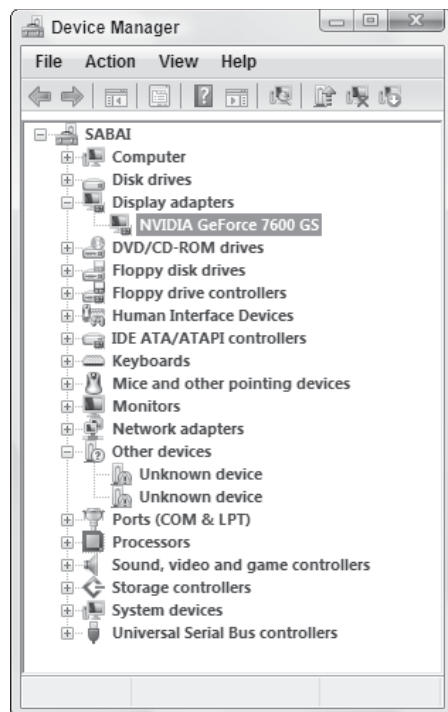 Device Manager
File Action View Help
SABAI
Computer
Disk drives
Display adapters
NVIDIA GeForce 7600 GS
DVD/CD-ROM drives
Floppy disk drives
Floppy drive controllers
Human Interface Devices
IDE ATA/ATAPI controllers
Keyboards
Mice and other pointing devices
Monitors
Network adapters
Other devices
Unknown device
Unknown device
Ports (COM & LPT)
Processors
Sound, video and game controllers
Storage controllers
System devices
Universal Serial Bus controllers